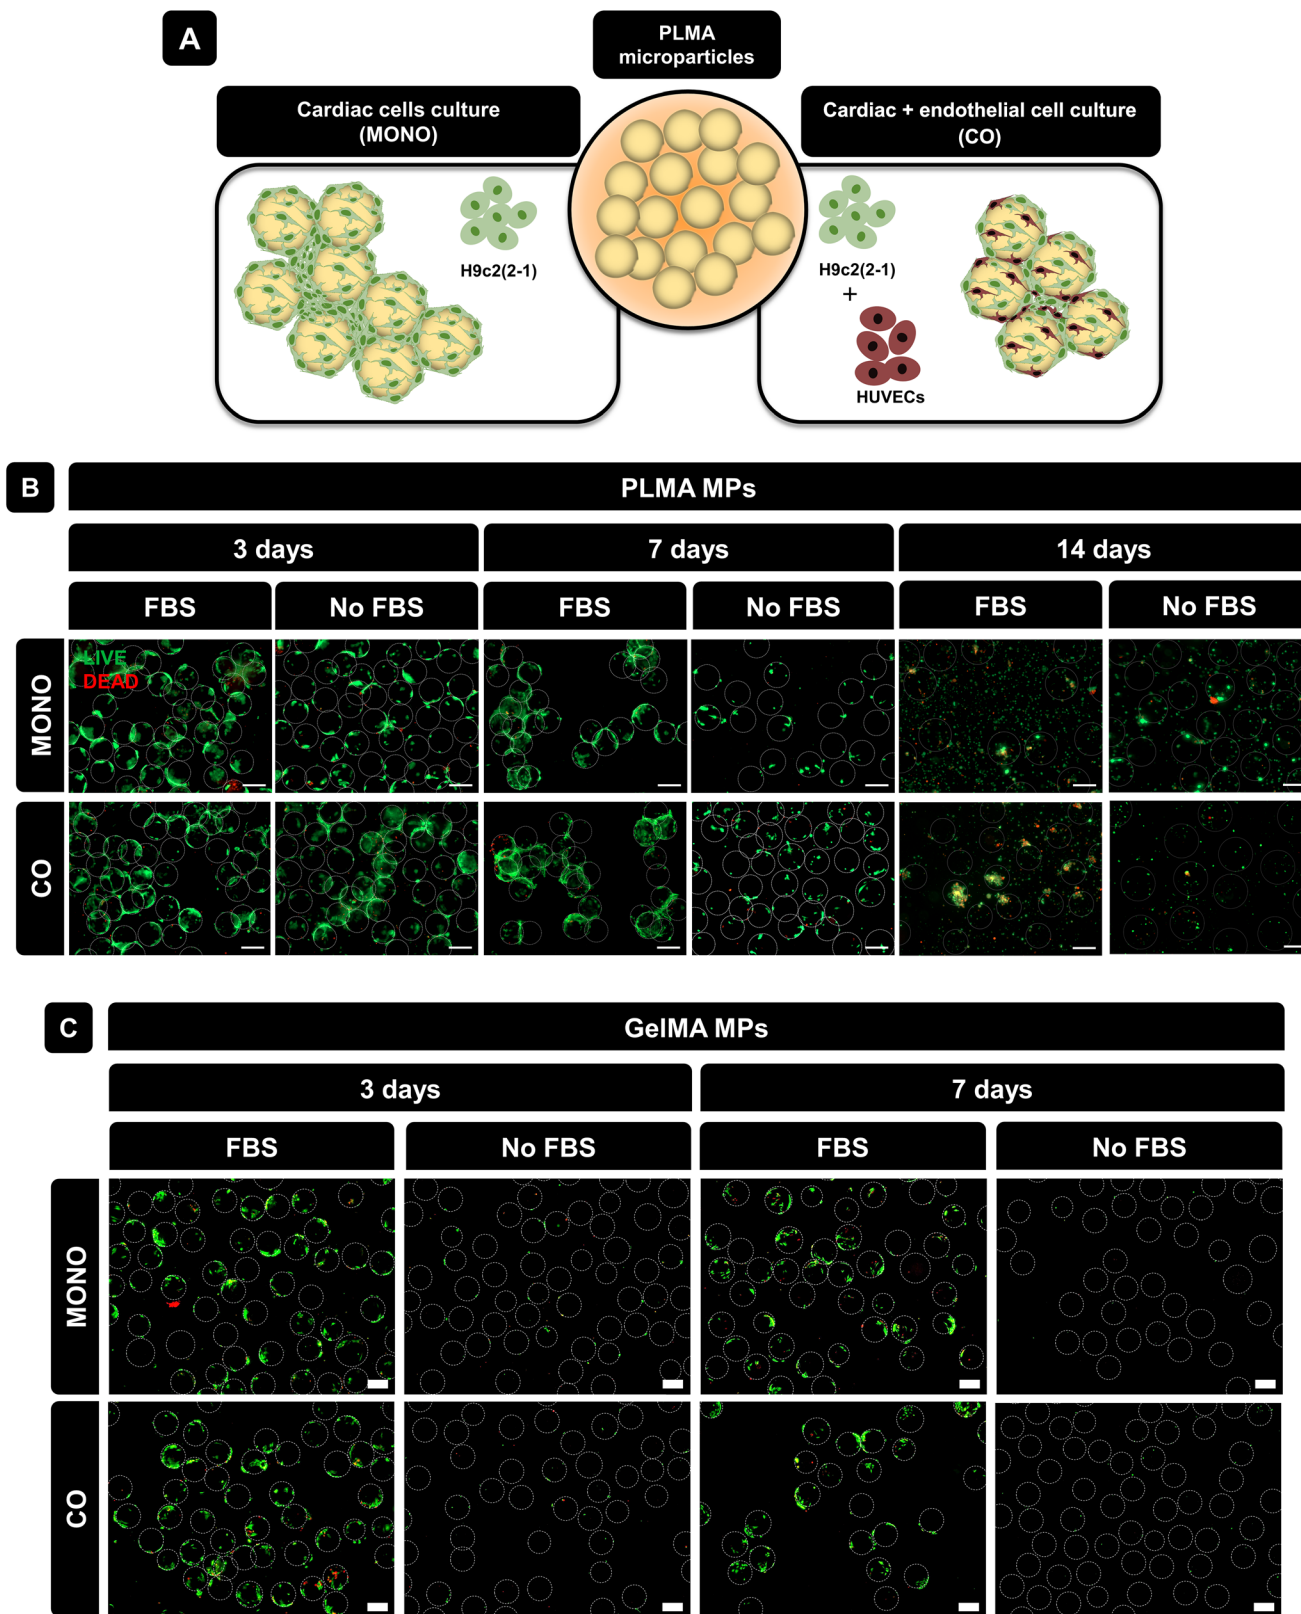 A
PLMA
microparticles
Cardiac cells culture
(MONO)
Cardiac + endothelial cell culture
(CO)
H9c2(2-1)
H9c2(2-1)
+
HUVECs
B
PLMA MPs
3 days
7 days
14 days
FBS
No FBS
FBS
No FBS
FBS
No FBS
MONO
LIVE
DEAD
CO
C
GelMA MPs
3 days
7 days
FBS
No FBS
FBS
No FBS
MONO
CO